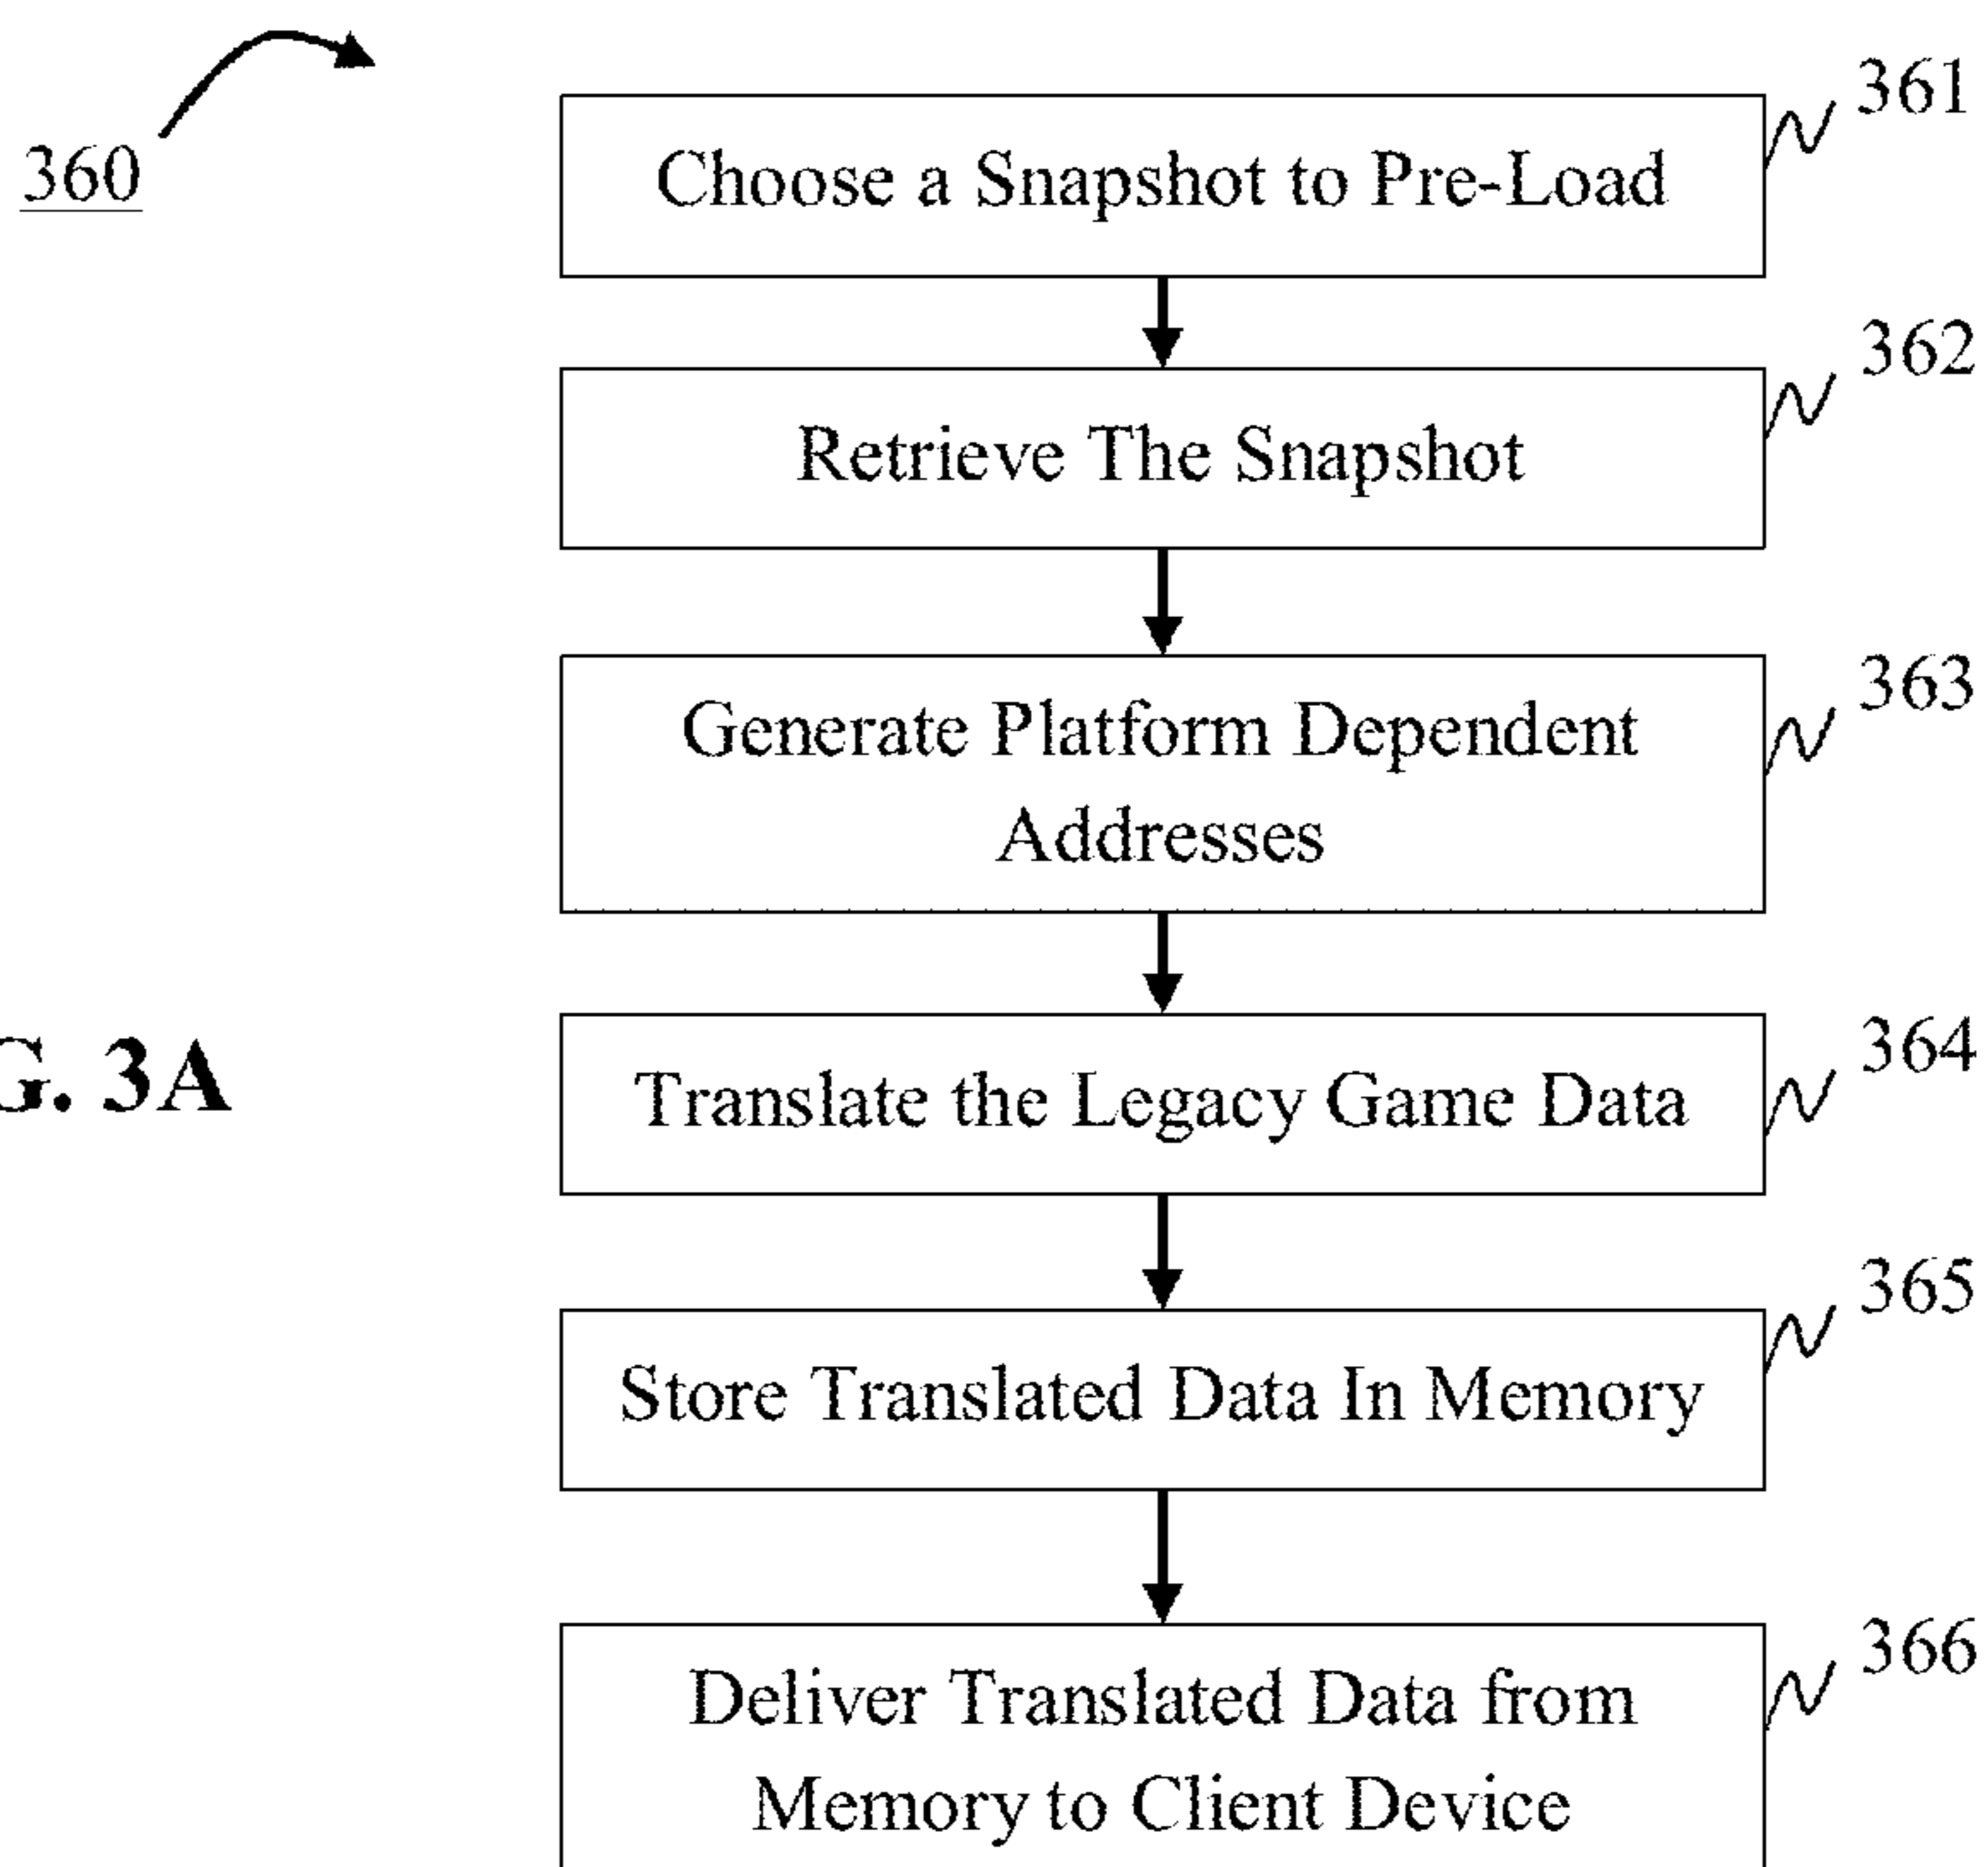 360
361
Choose a Snapshot to Pre-Load
362
Retrieve The Snapshot
363
Generate Platform Dependent
Addresses
364
Translate the Legacy Game Data
G. 3A
365
Store Translated Data In Memory
366
Deliver Translated Data from
Memory to Client Device